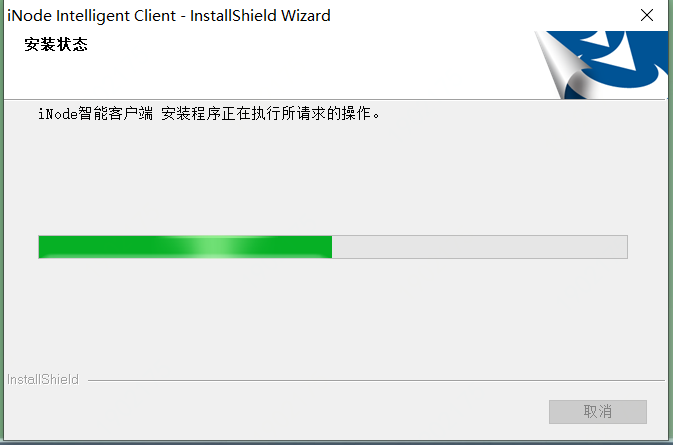 iNode Intelligent Client - InstallShield Wizard
安装状态
iNode智能客户端 安装程序正在执行所请求的操作。
InstallShield
取消